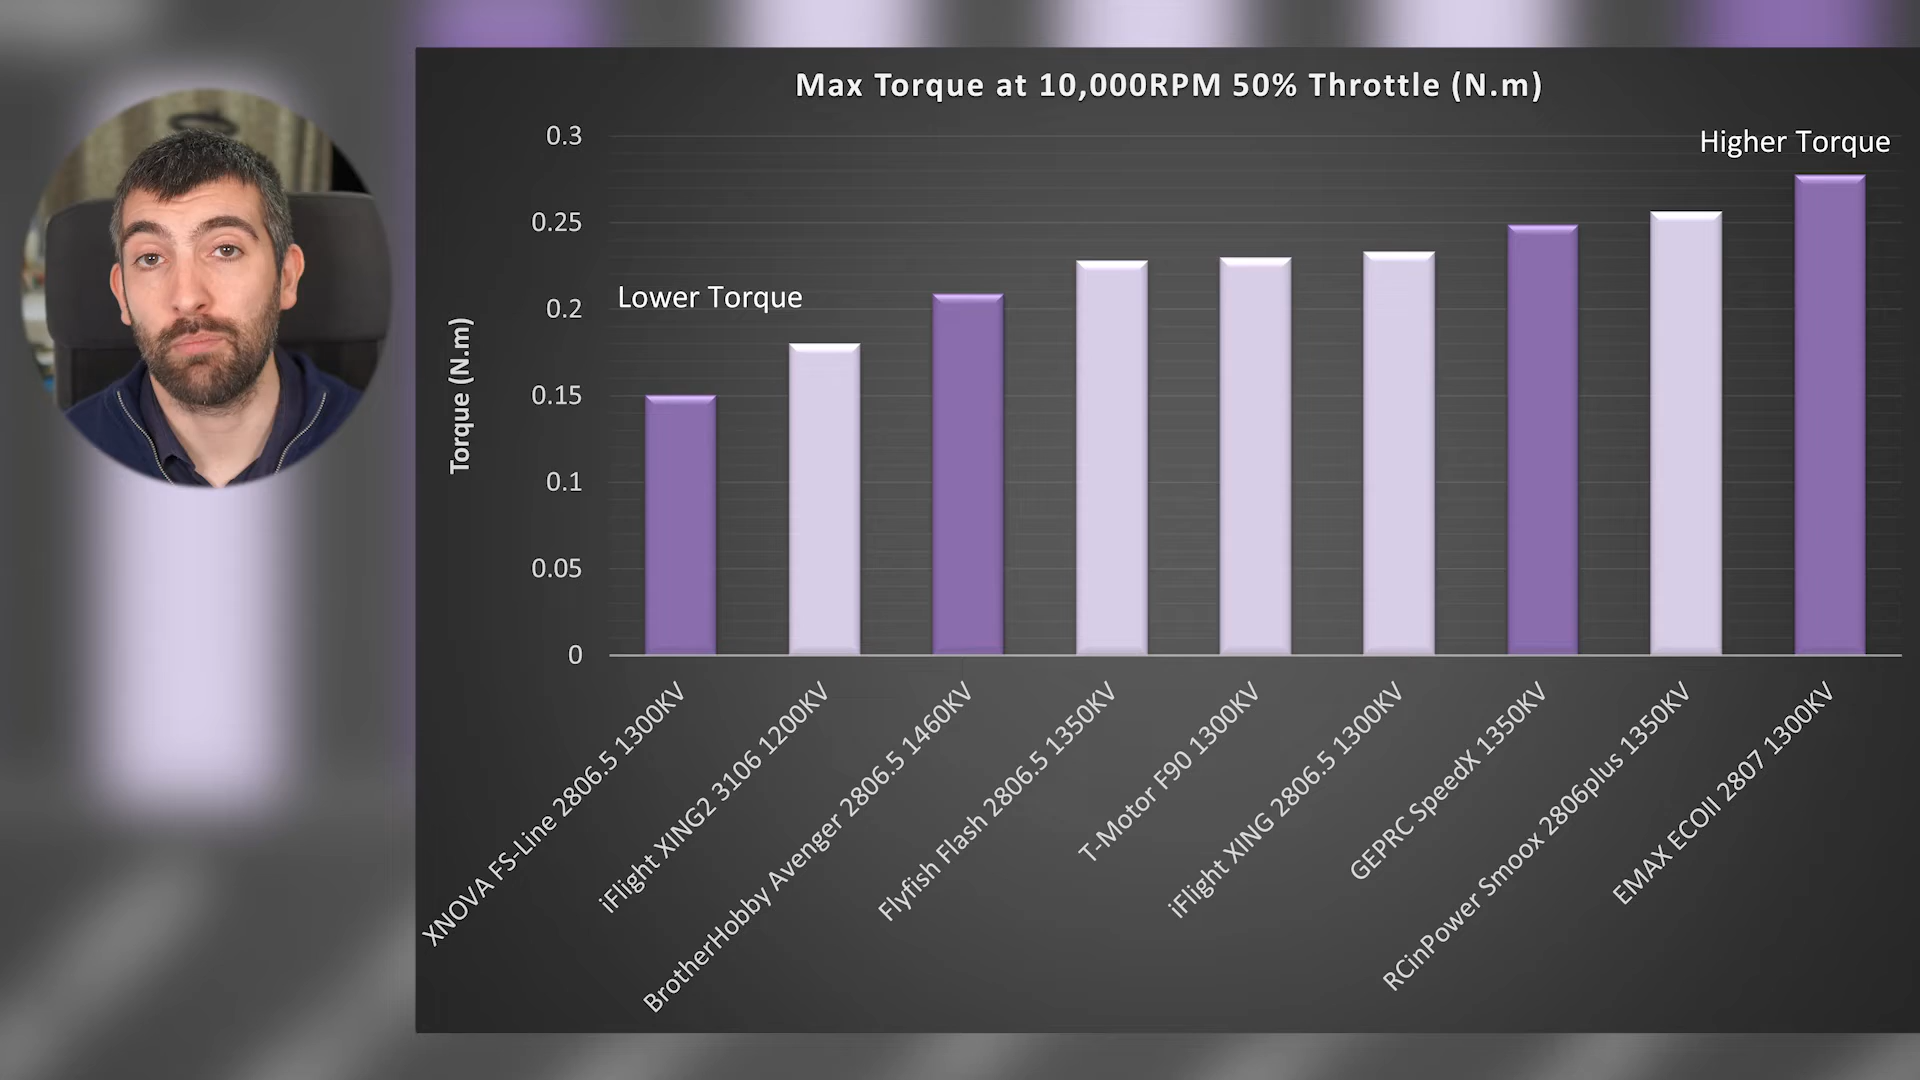 Max Torque at 10,000RPM 50% Throttle (N.m)
Higher Torque
Lower Torque
Torque (N.m)
0.3
0.25
0.2
0.15
0.1
0.05
0
XNOVA FS-Line 2806.5 1300KV
iFlight XING2 3106 1200KV
BrotherHobby Avenger 2806.5 1460KV
Flyfish Flash 2806.5 1350KV
T-Motor F90 1300KV
iFlight XING 2806.5 1300KV
GEPRC SpeedX 1350KV
RCinPower Smoox 2806plus 1350KV
EMAX ECOII 2807 1300KV